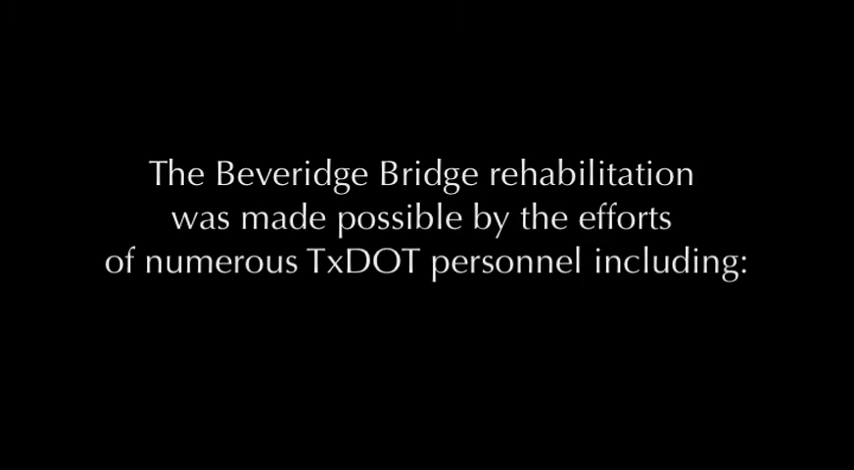 The Beveridge Bridge rehabilitation
was made possible by the efforts
of numerous TxDOT personnel including: